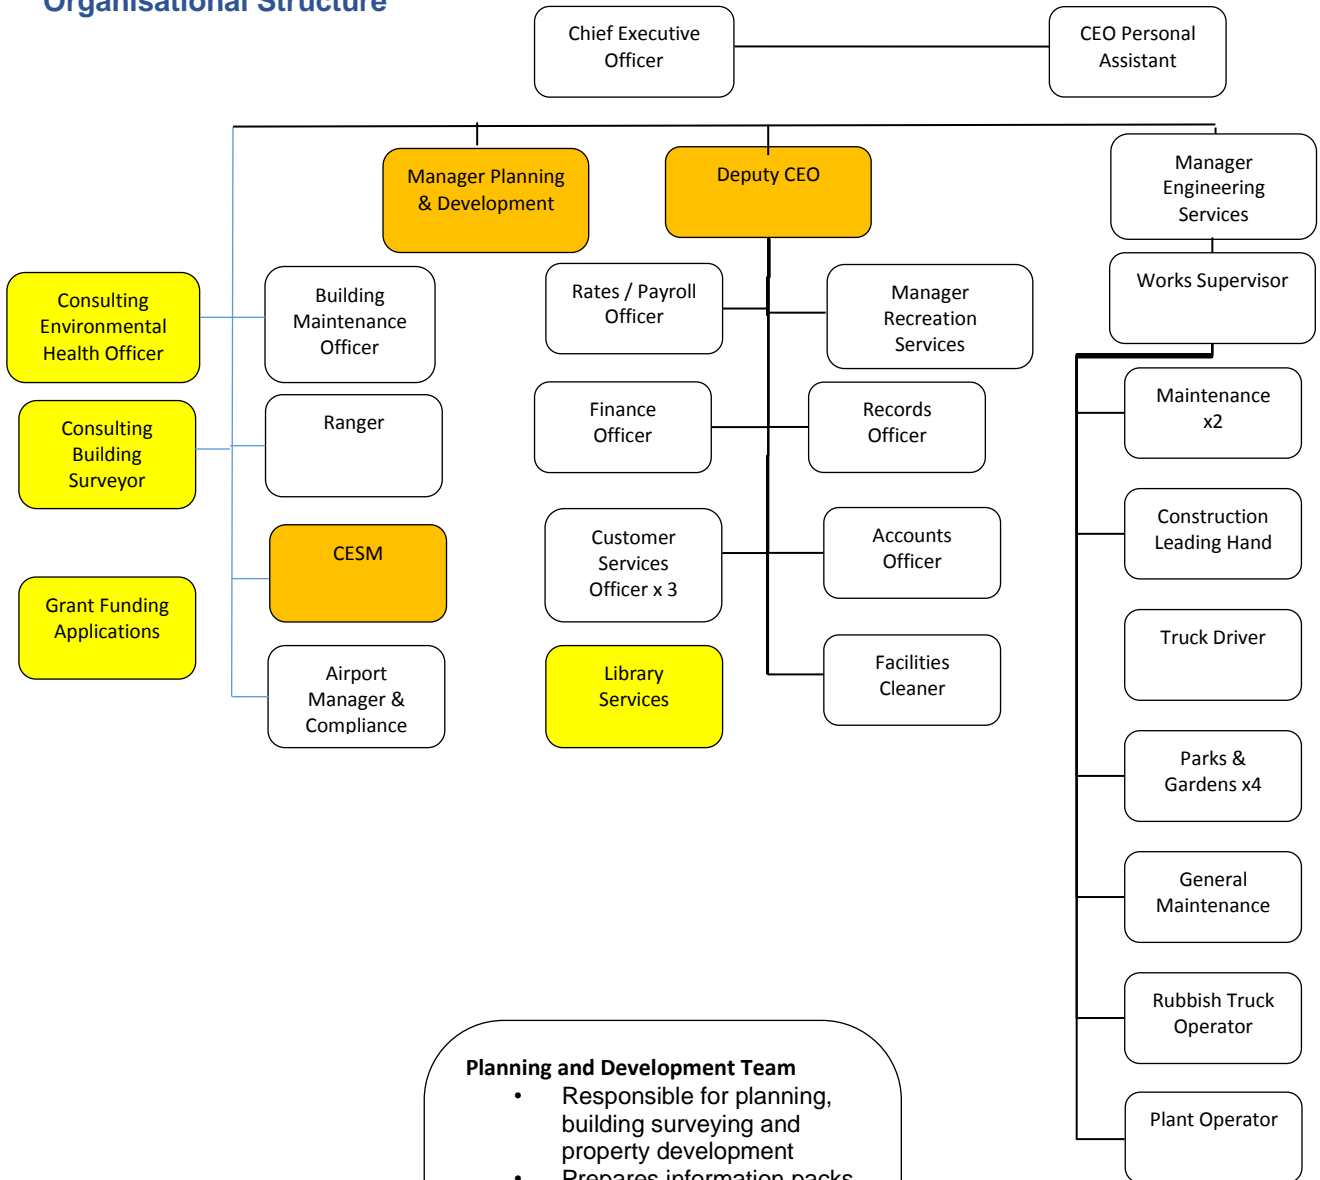 Organisational Structure
Chief Executive
Officer
CEO Personal
Assistant
Manager Planning
& Development
Deputy CEO
Manager
Engineering
Services
Consulting
Environmental
Health Officer
Building
Maintenance
Officer
Rates / Payroll
Officer
Manager
Recreation
Services
Works Supervisor
Consulting
Building
Surveyor
Ranger
Finance
Officer
Records
Officer
Maintenance
x2
CESM
Customer
Services
Officer x 3
Accounts
Officer
Construction
Leading Hand
Grant Funding
Applications
Airport
Manager &
Compliance
Library
Services
Facilities
Cleaner
Truck Driver
Parks &
Gardens x4
General
Maintenance
Rubbish Truck
Operator
Plant Operator
Planning and Development Team
• Responsible for planning,
building surveying and
property development
• Prepares information packs